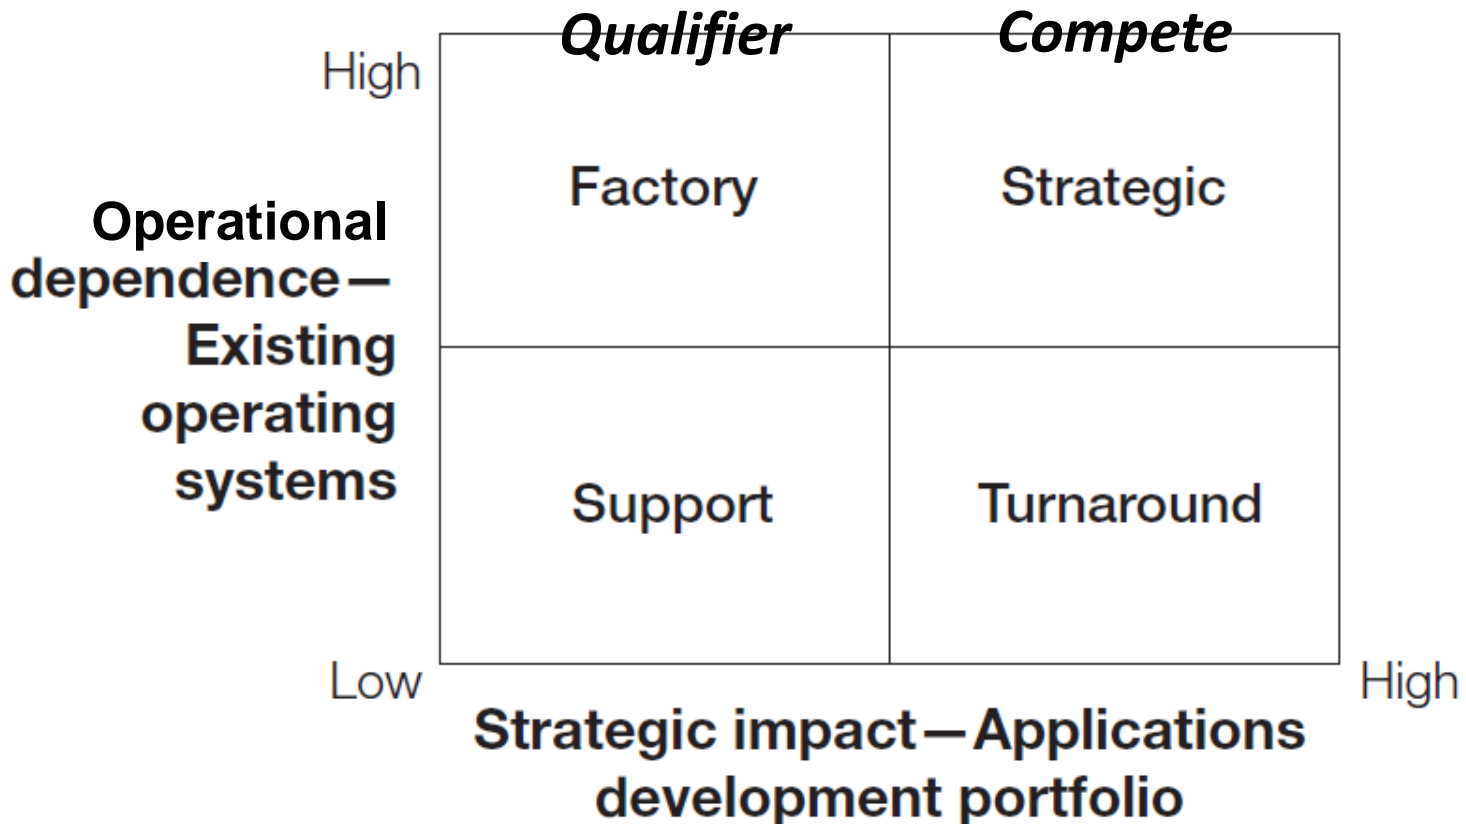 Qualifier
Compete
High
Factory
Strategic
Operational
dependence—
Existing
operating
systems
Support
Turnaround
Low
High
Strategic impact—Applications
development portfolio